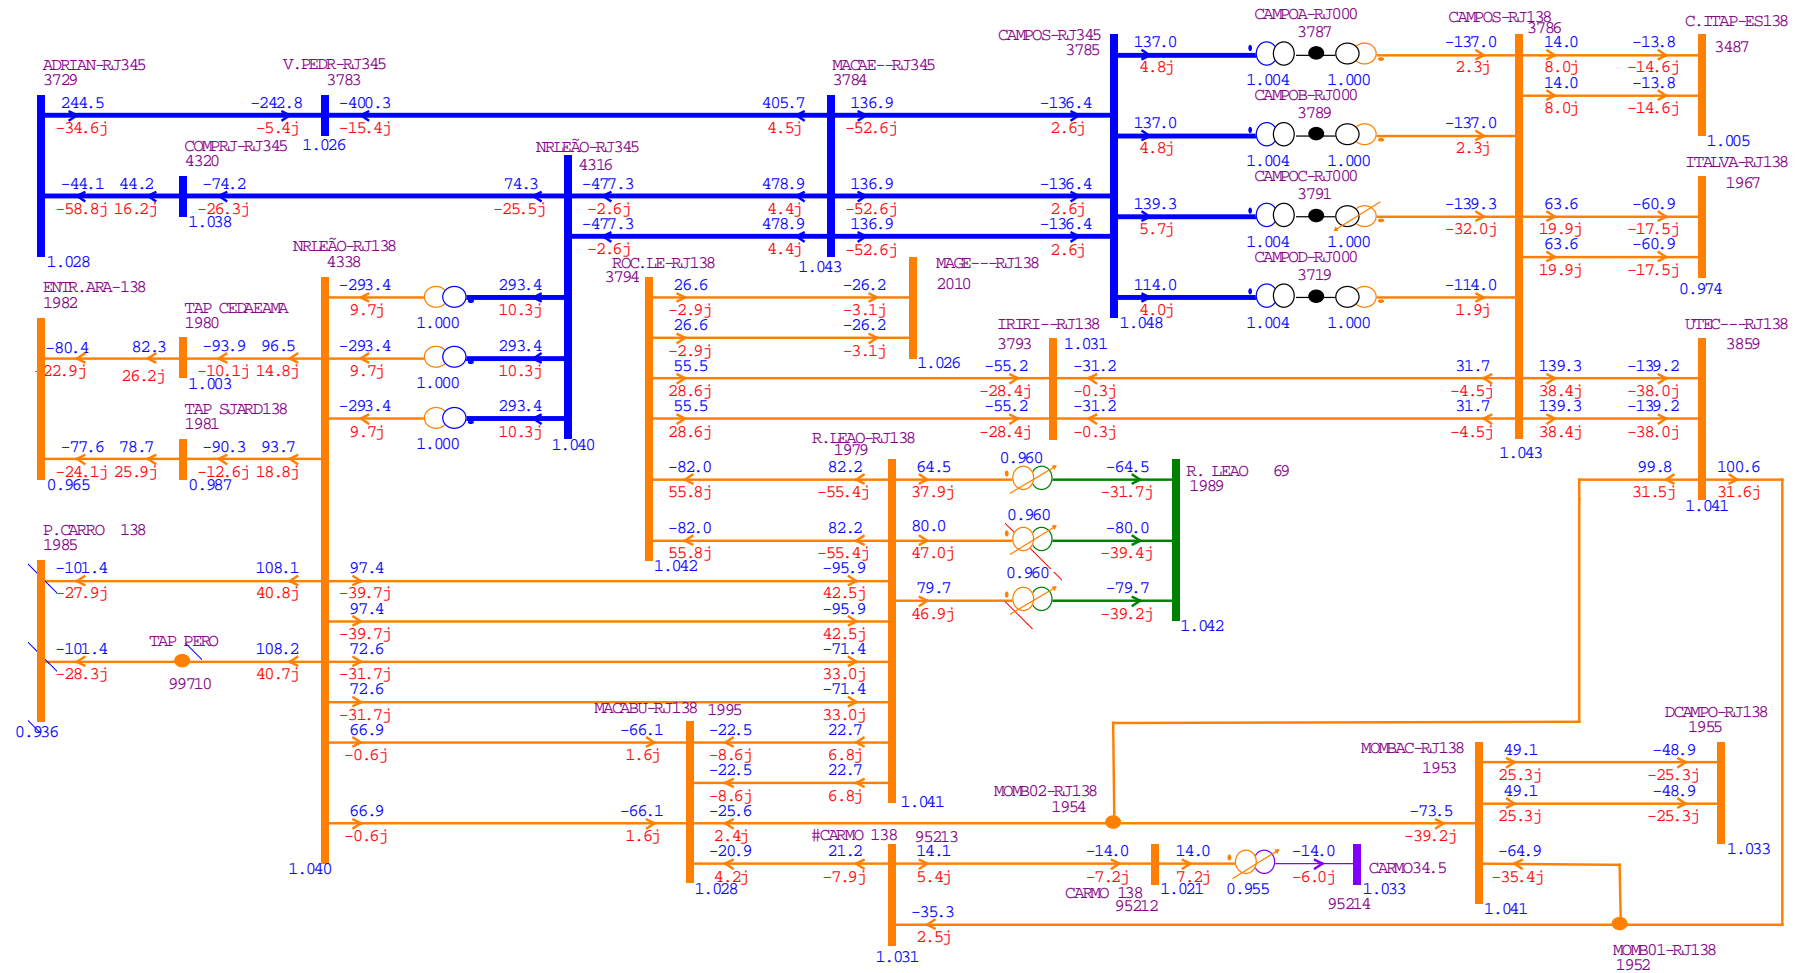 CAMPOA-RJ000
3787
CAMPOS-RJ138
3786
C.ITAP-ES138
3487
CAMPOS-RJ345
3785
137.0
4.8j
1.004
1.000
-137.0
2.3j
14.0
8.0j
-13.8
-14.6j
14.0
8.0j
-13.8
-14.6j
1.005
ADRIAN-RJ345
3729
V.PEDR-RJ345
3783
MACAE--RJ345
3784
CAMPOB-RJ000
3789
244.5
-34.6j
-242.8
-5.4j
-400.3
-15.4j
1.026
405.7
4.5j
136.9
-52.6j
-136.4
2.6j
137.0
4.8j
1.004
1.000
-137.0
2.3j
COMPRJ-RJ345
4320
NRLEÃO-RJ345
4316
CAMPOC-RJ000
3791
ITALVA-RJ138
1967
-44.1
-58.8j
44.2
16.2j
-74.2
-26.3j
1.038
74.3
-25.5j
-477.3
-2.6j
478.9
4.4j
136.9
-52.6j
-136.4
2.6j
139.3
5.7j
1.004
1.000
-139.3
-32.0j
63.6
19.9j
-60.9
-17.5j
-477.3
-2.6j
478.9
4.4j
136.9
-52.6j
-136.4
2.6j
63.6
19.9j
-60.9
-17.5j
0.974
1.028
1.043
NRLEÃO-RJ138
4338
ROC.LE-RJ138
3794
MAGE---RJ138
2010
CAMPOD-RJ000
3719
114.0
4.0j
1.048
1.004
1.000
-114.0
1.9j
ENTR.ARA-138
1982
TAP CEDAEAMA
1980
-293.4
9.7j
1.000
293.4
10.3j
26.6
-2.9j
-26.2
-3.1j
26.6
-2.9j
-26.2
-3.1j
1.026
IRIRI--RJ138
3793
1.031
UTEC---RJ138
3859
-80.4
-22.9j
82.3
26.2j
-93.9
-10.1j
1.003
96.5
14.8j
-293.4
9.7j
1.000
293.4
10.3j
55.5
28.6j
-55.2
-28.4j
-31.2
-0.3j
31.7
-4.5j
139.3
38.4j
-139.2
-38.0j
TAP SJARD138
1981
-293.4
9.7j
1.000
293.4
10.3j
1.040
55.5
28.6j
-55.2
-28.4j
-31.2
-0.3j
31.7
-4.5j
139.3
38.4j
-139.2
-38.0j
1.043
-77.6
-24.1j
0.965
78.7
25.9j
-90.3
-12.6j
0.987
93.7
18.8j
R.LEAO-RJ138
1979
-82.0
55.8j
82.2
-55.4j
64.5
37.9j
0.960
-64.5
-31.7j
R. LEAO 69
1989
99.8
31.5j
100.6
31.6j
1.041
-82.0
55.8j
1.042
82.2
-55.4j
80.0
47.0j
0.960
-80.0
-39.4j
P.CARRO 138
1985
-101.4
-27.9j
108.1
40.8j
97.4
-39.7j
-95.9
42.5j
79.7
46.9j
0.960
-79.7
-39.2j
1.042
97.4
-39.7j
-95.9
42.5j
TAP PERO
99710
-101.4
-28.3j
0.936
108.2
40.7j
72.6
-31.7j
-71.4
33.0j
72.6
-31.7j
-71.4
33.0j
MACABU-RJ138 1995
66.9
-0.6j
-66.1
1.6j
-22.5
-8.6j
22.7
6.8j
-22.5
-8.6j
22.7
6.8j
1.041
DCAMPO-RJ138
1955
MOMBAC-RJ138
1953
49.1
25.3j
-48.9
-25.3j
49.1
25.3j
-48.9
-25.3j
1.033
MOMB02-RJ138
1954
66.9
-0.6j
1.040
-66.1
1.6j
-25.6
2.4j
-73.5
-39.2j
#CARMO 138 95213
-20.9
4.2j
1.028
21.2
-7.9j
14.1
5.4j
-14.0
-7.2j
14.0
7.2j
1.021
0.955
-14.0
-6.0j
CARMO34.5
1.033
95214
CARMO 138
95212
-64.9
-35.4j
1.041
-35.3
2.5j
1.031
MOMB01-RJ138
1952